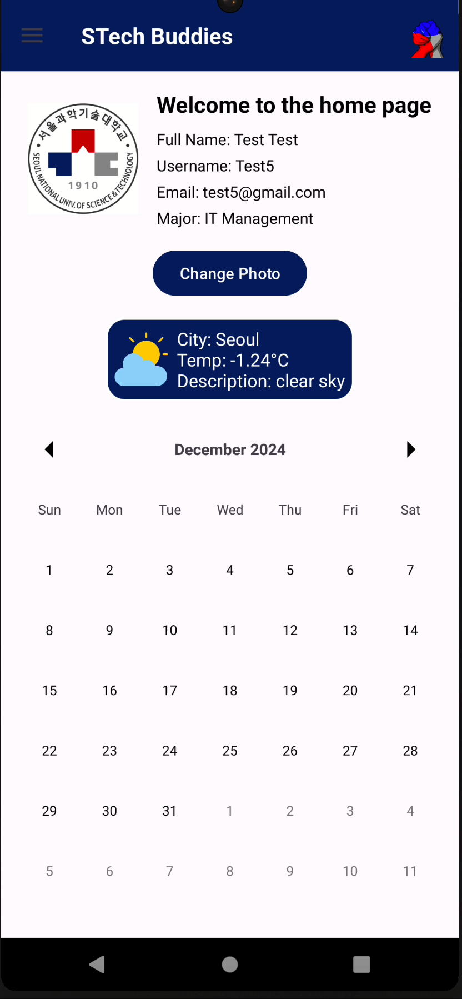 STech Buddies
서울과학기술대학교
SEOUL NATIONAL UNIV. OF SCIENCE & TECHNOLOGY
1910
Welcome to the home page
Full Name: Test Test
Username: Test5
Email: test5@gmail.com
Major: IT Management
Change Photo
City: Seoul
Temp: -1.24°C
Description: clear sky
December 2024
Sun Mon Tue Wed Thu Fri Sat
1 2 3 4 5 6 7
8 9 10 11 12 13 14
15 16 17 18 19 20 21
22 23 24 25 26 27 28
29 30 31 1 2 3 4
5 6 7 8 9 10 11